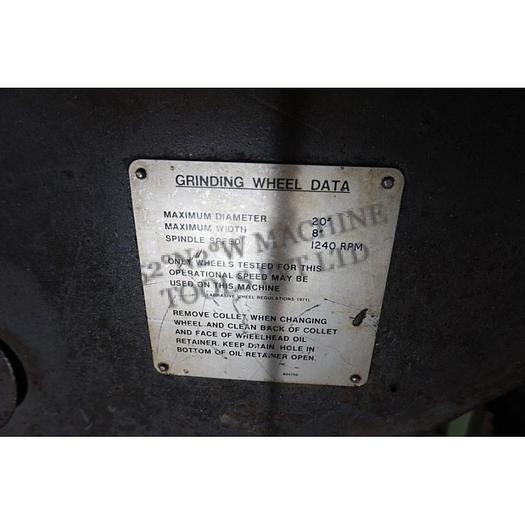 GRINDING WHEEL DATA
MAXIMUM DIAMETER 20"
MAXIMUM WIDTH 8"
SPINDLE SPEED 1240 RPM
ONLY WHEELS TESTED FOR THIS
OPERATIONAL SPEED MAY BE
USED ON THIS MACHINE
(ABRASIVE WHEEL REGULATIONS 1971)
REMOVE COLLET WHEN CHANGING
WHEEL AND CLEAN BACK OF COLLET
AND FACE OF WHEELHEAD OIL
RETAINER. KEEP DRAIN HOLE IN
BOTTOM OF OIL RETAINER OPEN.
W MACHINE
LTD